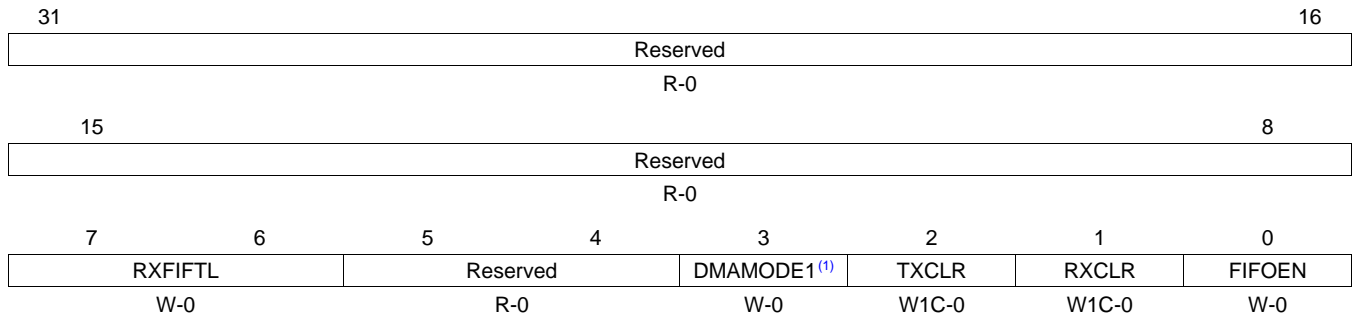 31 16
Reserved
R-0
15 8
Reserved
R-0
7 6 5 4 3 2 1 0
RXFIFTL Reserved DMAMODE1(1) TXCLR RXCLR FIFOEN
W-0 R-0 W-0 W1C-0 W1C-0 W-0